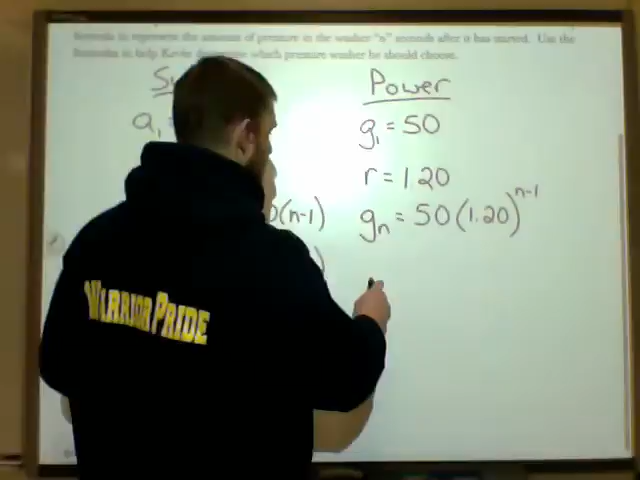 formula to represent the amount of pressure in the washer "n" seconds after it has started. Use the
formula to help Kevin determine which pressure washer he should choose.
Power
a₁
g₁ = 50
r = 1.20
(n-1)
gₙ = 50(1.20)ⁿ⁻¹
)
WARRIOR PRIDE